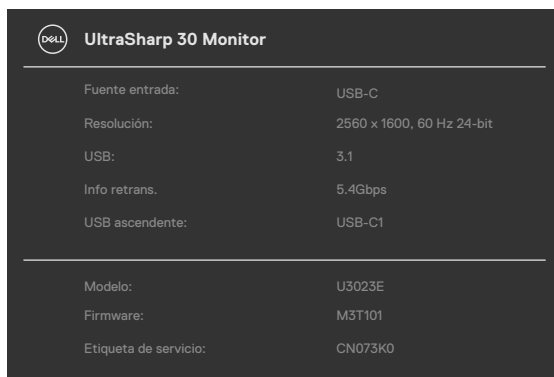 DELL UltraSharp 30 Monitor
Fuente entrada: USB-C
Resolución: 2560 x 1600, 60 Hz 24-bit
USB: 3.1
Info retrans. 5.4Gbps
USB ascendente: USB-C1
Modelo: U3023E
Firmware: M3T101
Etiqueta de servicio: CN073K0